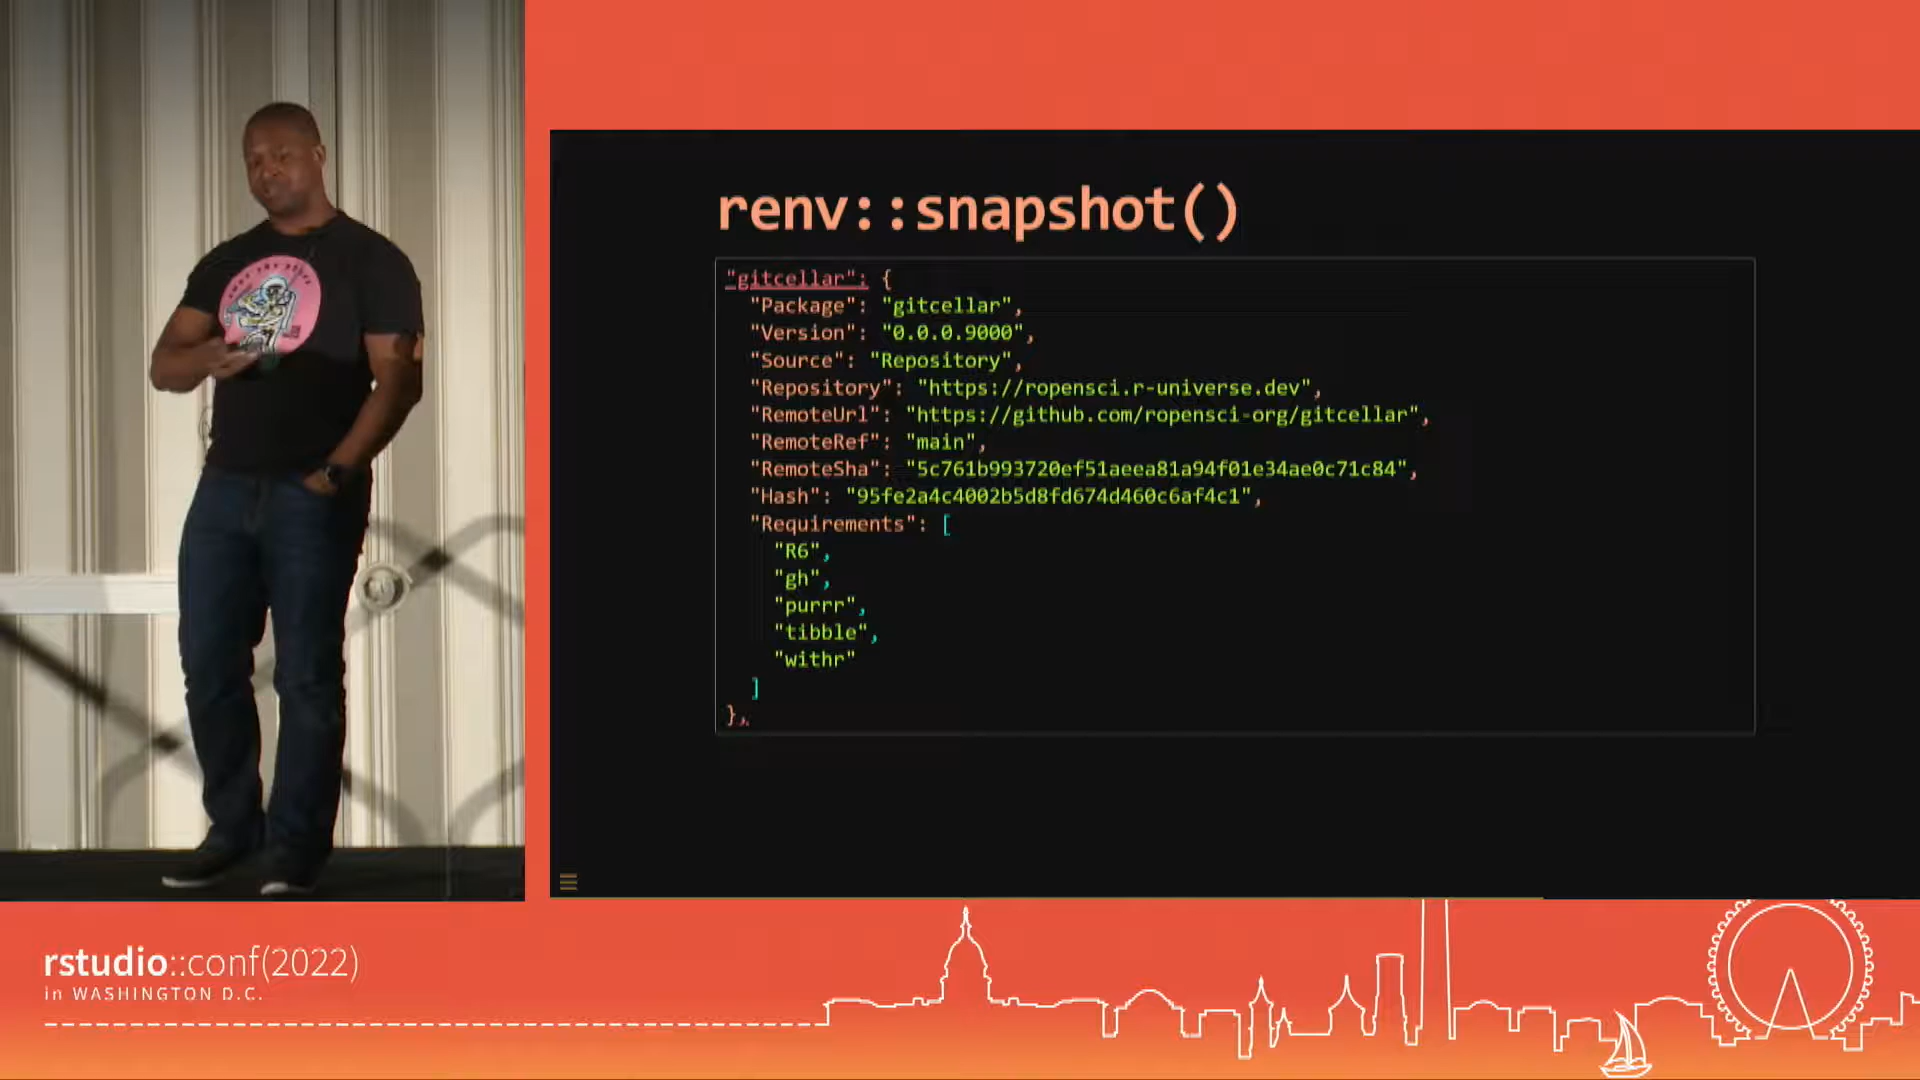 renv::snapshot()
"gitcellar": {
"Package": "gitcellar",
"Version": "0.0.0.9000",
"Source": "Repository",
"Repository": "https://ropensci.r-universe.dev",
"RemoteUrl": "https://github.com/ropensci-org/gitcellar",
"RemoteRef": "main",
"RemoteSha": "5c761b993720ef51aeea81a94f01e34ae0c71c84",
"Hash": "95fe2a4c4002b5d8fd674d460c6af4c1",
"Requirements": [
"R6",
"gh",
"purrr",
"tibble",
"withr"
]
},
rstudio::conf(2022)
in WASHINGTON D.C.